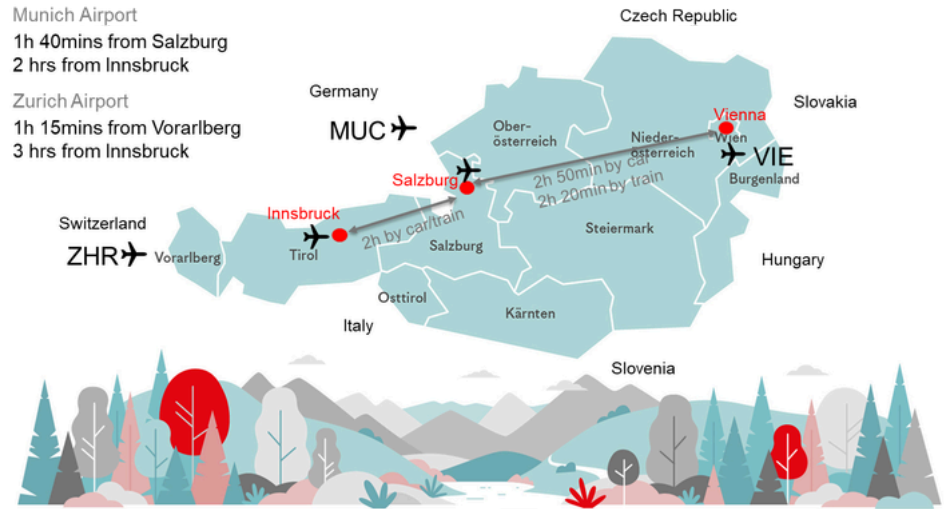 Munich Airport
1h 40mins from Salzburg
2 hrs from Innsbruck
Zurich Airport
1h 15mins from Vorarlberg
3 hrs from Innsbruck
Czech Republic
Germany
MUC
Slovakia
Vienna
Wien
VIE
Ober-
österreich
Nieder-
österreich
Burgenland
Salzburg
2h 50min by car
2h 20min by train
Innsbruck
2h by car/train
Switzerland
ZHR
Vorarlberg
Tirol
Salzburg
Steiermark
Hungary
Osttirol
Kärnten
Italy
Slovenia